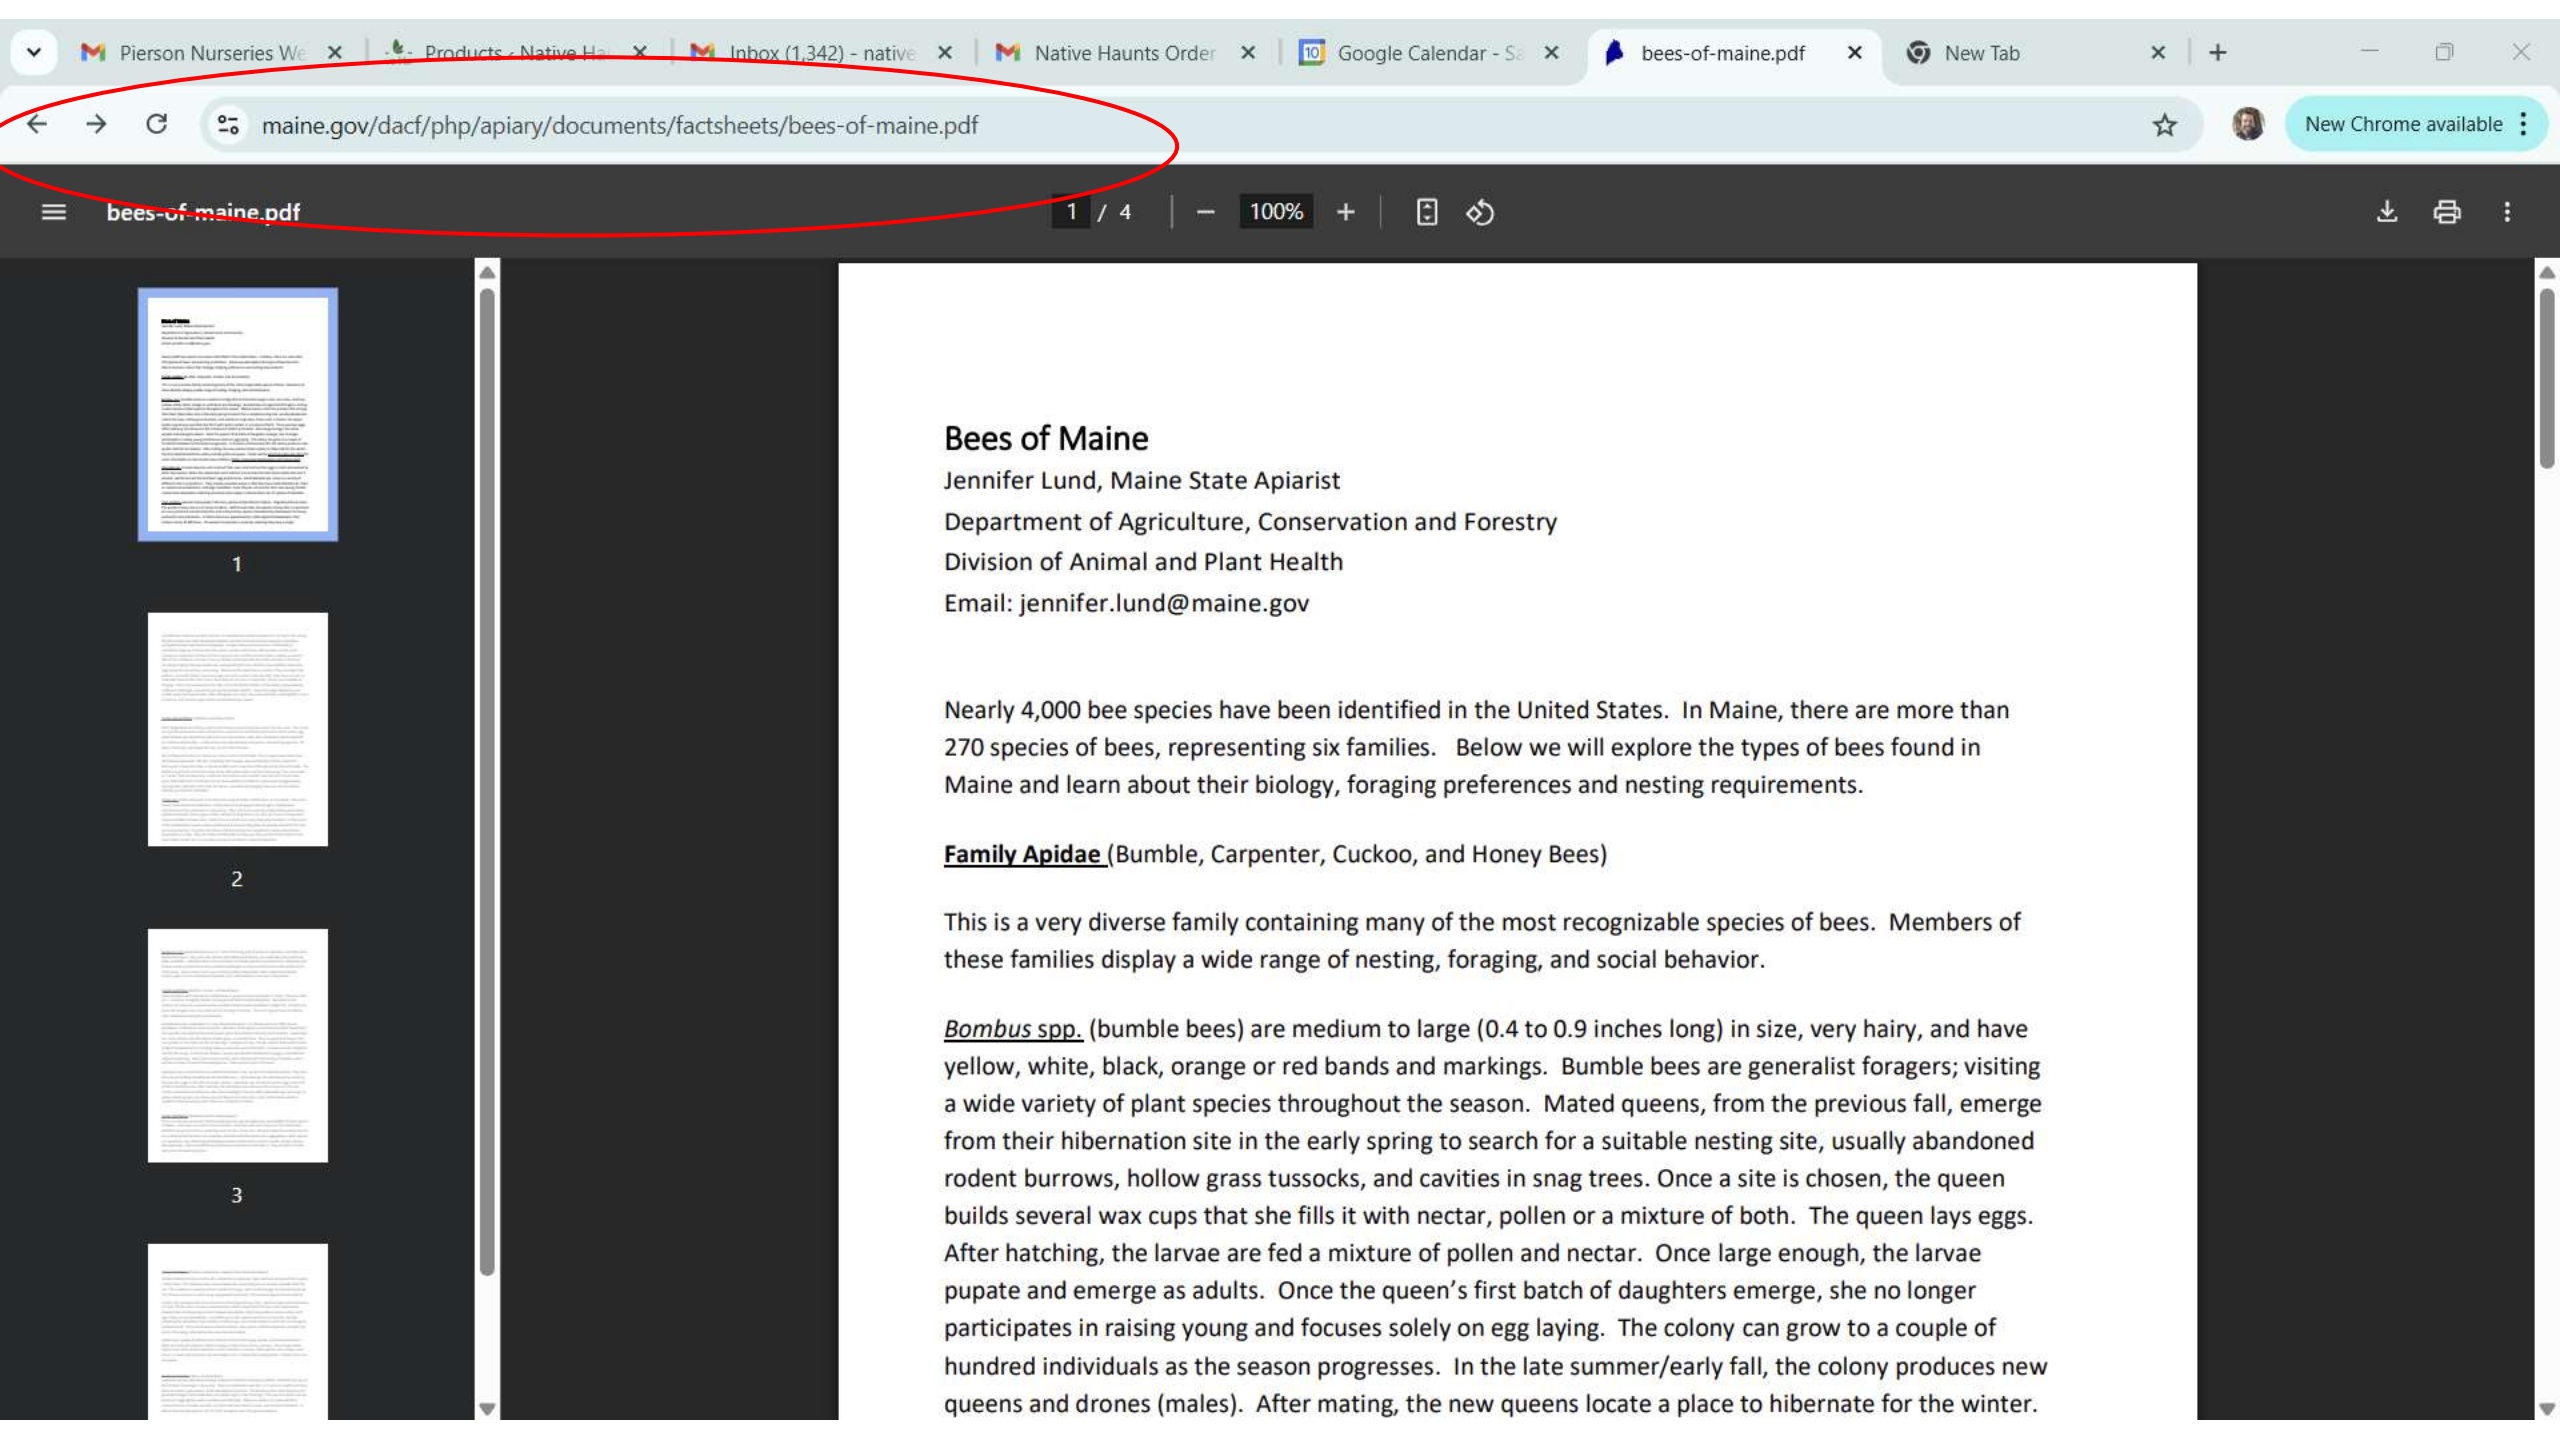 Pierson Nurseries We
Products - Native Ha
Inbox (1,342) - native
Native Haunts Order
10
Google Calendar - Sa
bees-of-maine.pdf
New Tab
maine.gov/dacf/php/apiary/documents/factsheets/bees-of-maine.pdf
New Chrome available
bees-of-maine.pdf
1 / 4
100%
1
2
3
Bees of Maine
Jennifer Lund, Maine State Apiarist
Department of Agriculture, Conservation and Forestry
Division of Animal and Plant Health
Email: jennifer.lund@maine.gov
Nearly 4,000 bee species have been identified in the United States.  In Maine, there are more than
270 species of bees, representing six families.   Below we will explore the types of bees found in
Maine and learn about their biology, foraging preferences and nesting requirements.
Family Apidae (Bumble, Carpenter, Cuckoo, and Honey Bees)
This is a very diverse family containing many of the most recognizable species of bees.  Members of
these families display a wide range of nesting, foraging, and social behavior.
Bombus spp. (bumble bees) are medium to large (0.4 to 0.9 inches long) in size, very hairy, and have
yellow, white, black, orange or red bands and markings.  Bumble bees are generalist foragers; visiting
a wide variety of plant species throughout the season.  Mated queens, from the previous fall, emerge
from their hibernation site in the early spring to search for a suitable nesting site, usually abandoned
rodent burrows, hollow grass tussocks, and cavities in snag trees. Once a site is chosen, the queen
builds several wax cups that she fills it with nectar, pollen or a mixture of both.  The queen lays eggs.
After hatching, the larvae are fed a mixture of pollen and nectar.  Once large enough, the larvae
pupate and emerge as adults.  Once the queen’s first batch of daughters emerge, she no longer
participates in raising young and focuses solely on egg laying.  The colony can grow to a couple of
hundred individuals as the season progresses.  In the late summer/early fall, the colony produces new
queens and drones (males).  After mating, the new queens locate a place to hibernate for the winter.